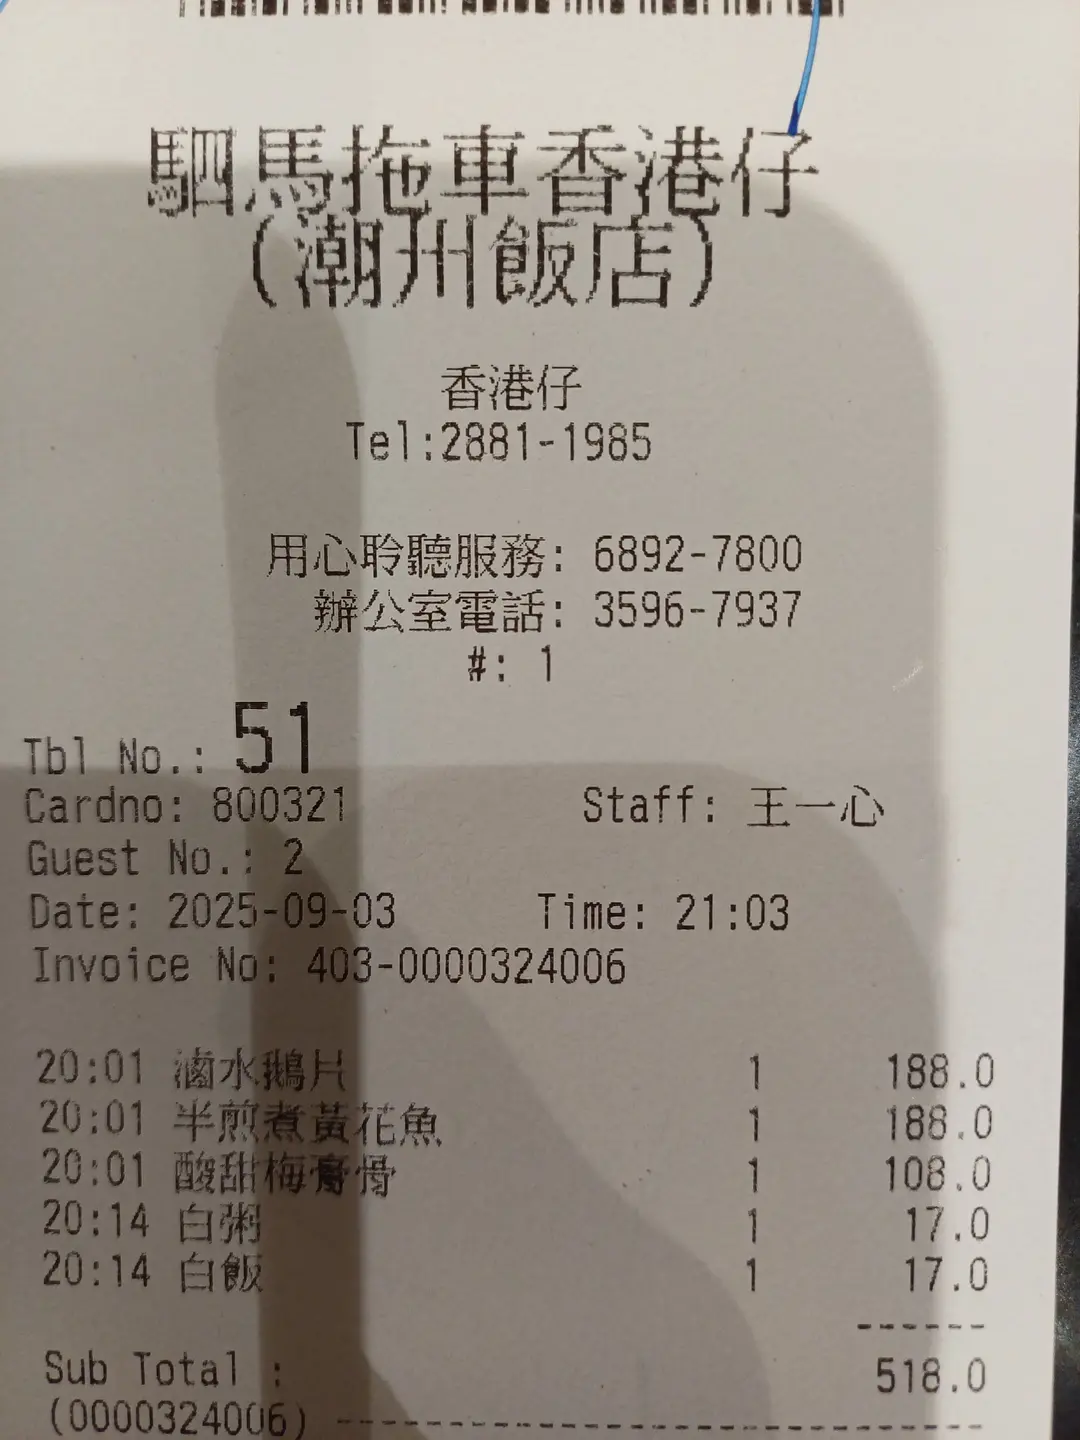 駟馬拖車香港仔
(潮州飯店)
香港仔
Tel:2881-1985
用心聆聽服務: 6892-7800
辦公室電話: 3596-7937
#: 1
Tbl No.: 51
Cardno: 800321 Staff: 王一心
Guest No.: 2
Date: 2025-09-03 Time: 21:03
Invoice No: 403-0000324006
20:01 滷水鵝片 1 188.0
20:01 半煎煮黃花魚 1 188.0
20:01 酸甜梅膏骨 1 108.0
20:14 白粥 1 17.0
20:14 白飯 1 17.0
------
Sub Total : 518.0
(0000324006) ----------------------------